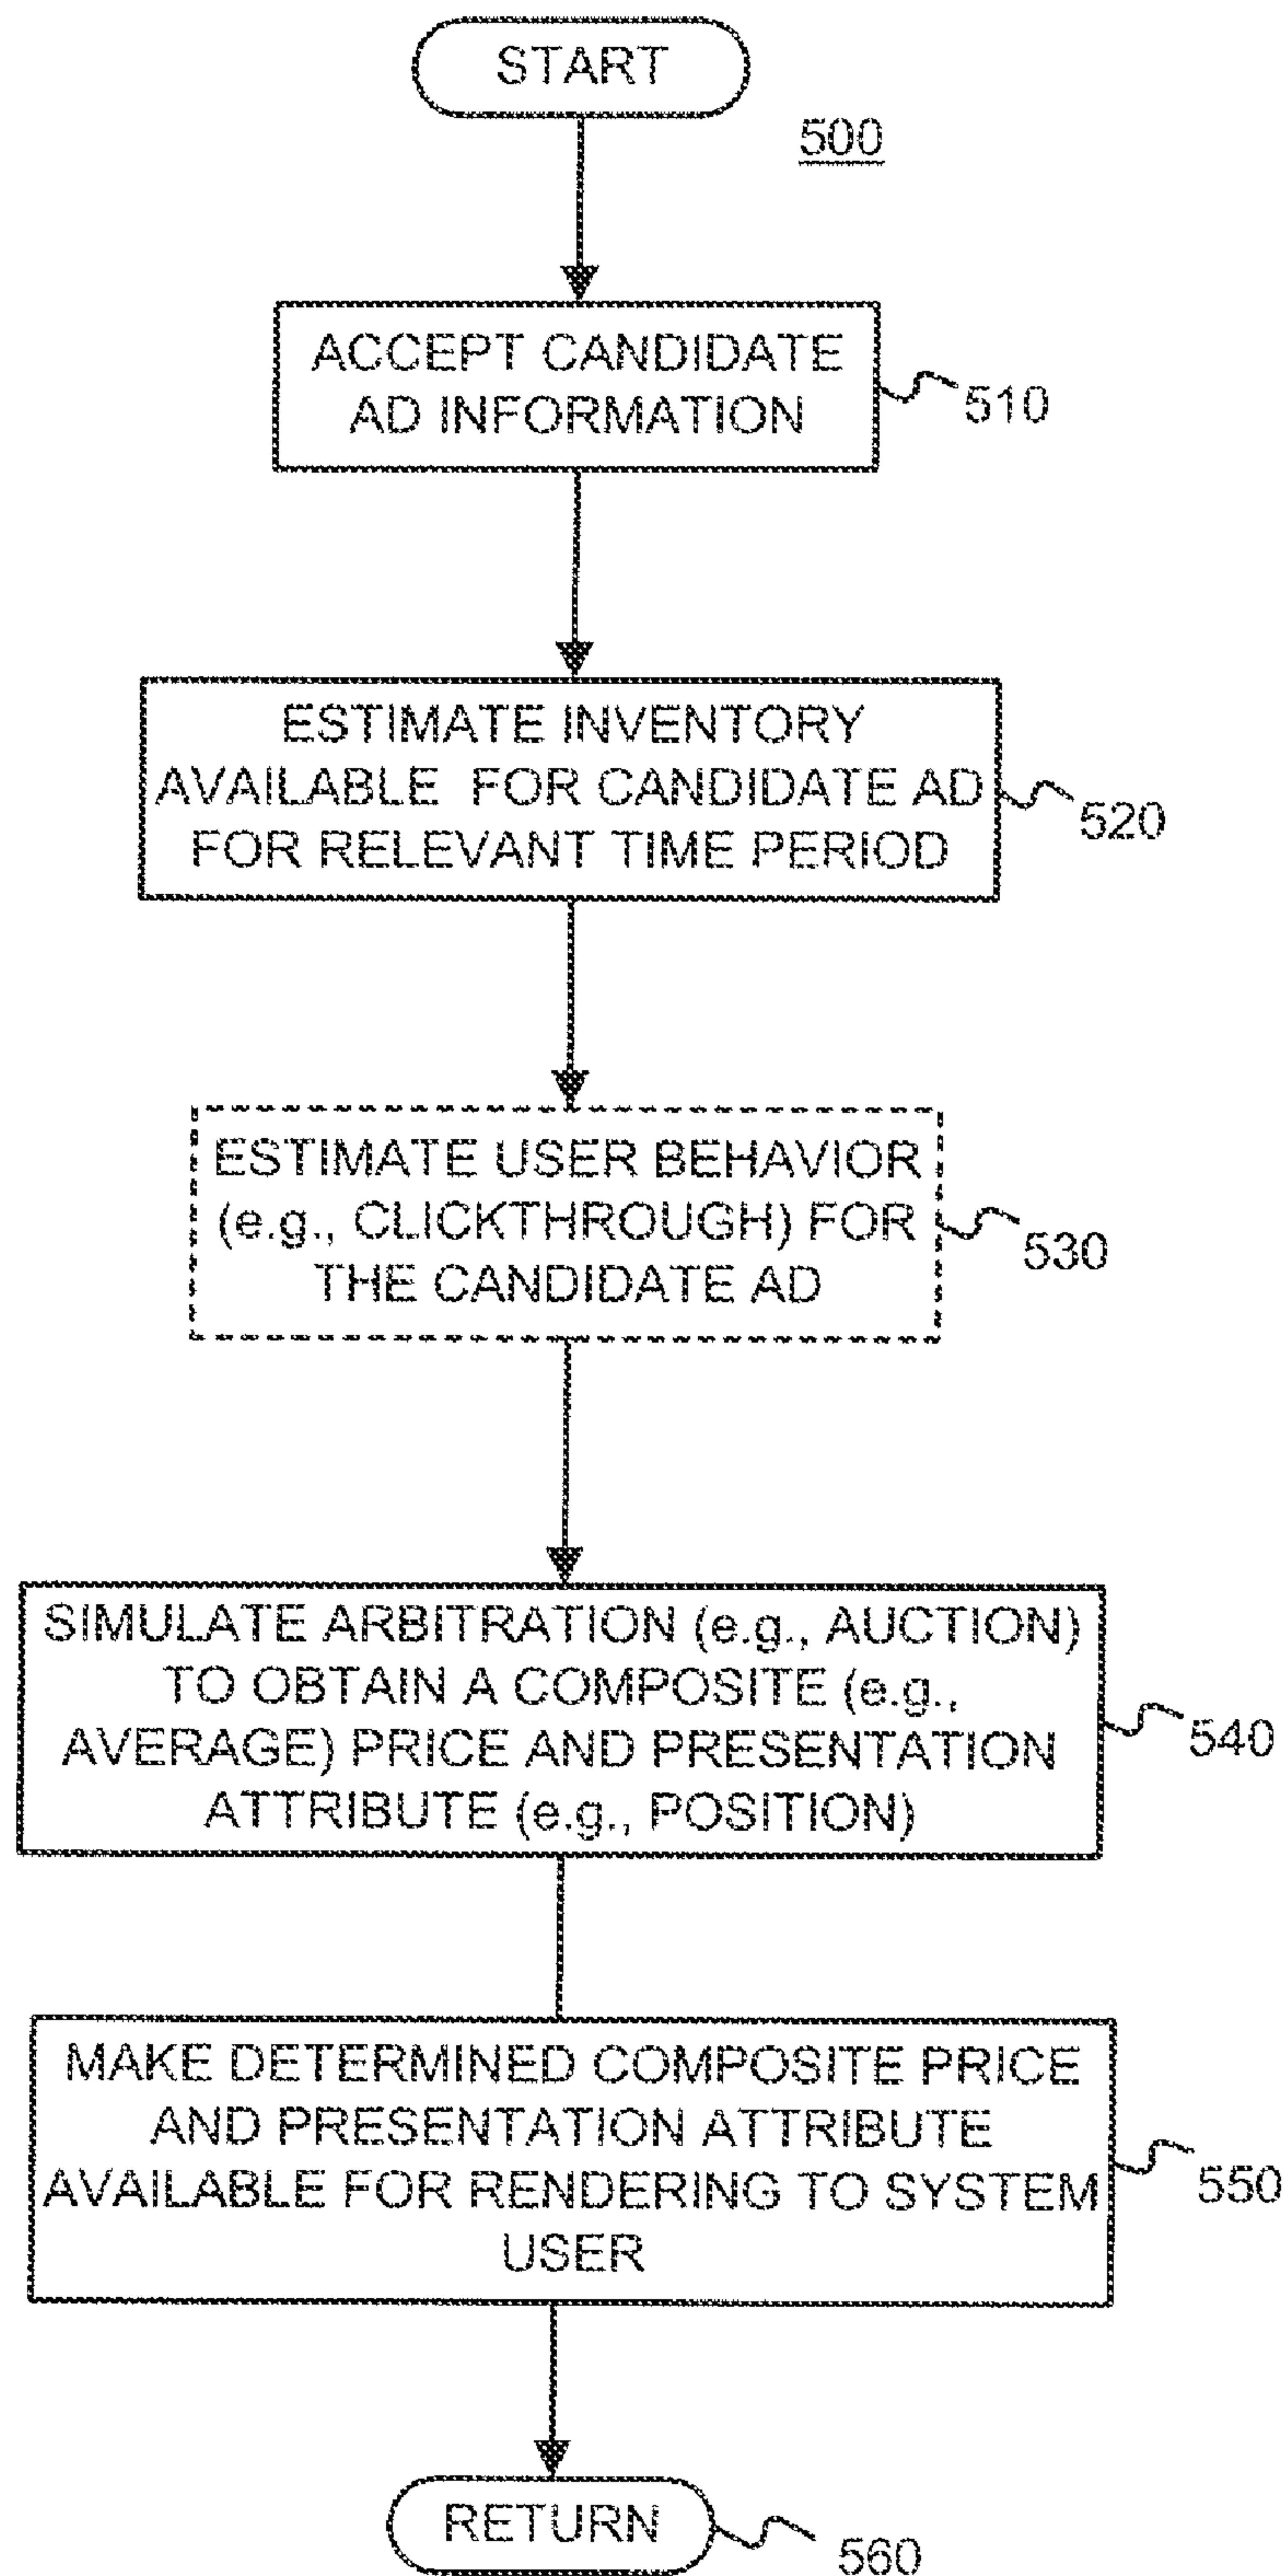 START
500
ACCEPT CANDIDATE
AD INFORMATION
510
ESTIMATE INVENTORY
AVAILABLE FOR CANDIDATE AD
FOR RELEVANT TIME PERIOD
520
ESTIMATE USER BEHAVIOR
(e.g., CLICKTHROUGH) FOR
THE CANDIDATE AD
530
SIMULATE ARBITRATION (e.g., AUCTION)
TO OBTAIN A COMPOSITE (e.g.,
AVERAGE) PRICE AND PRESENTATION
ATTRIBUTE (e.g., POSITION)
540
MAKE DETERMINED COMPOSITE PRICE
AND PRESENTATION ATTRIBUTE
AVAILABLE FOR RENDERING TO SYSTEM
USER
550
RETURN
560